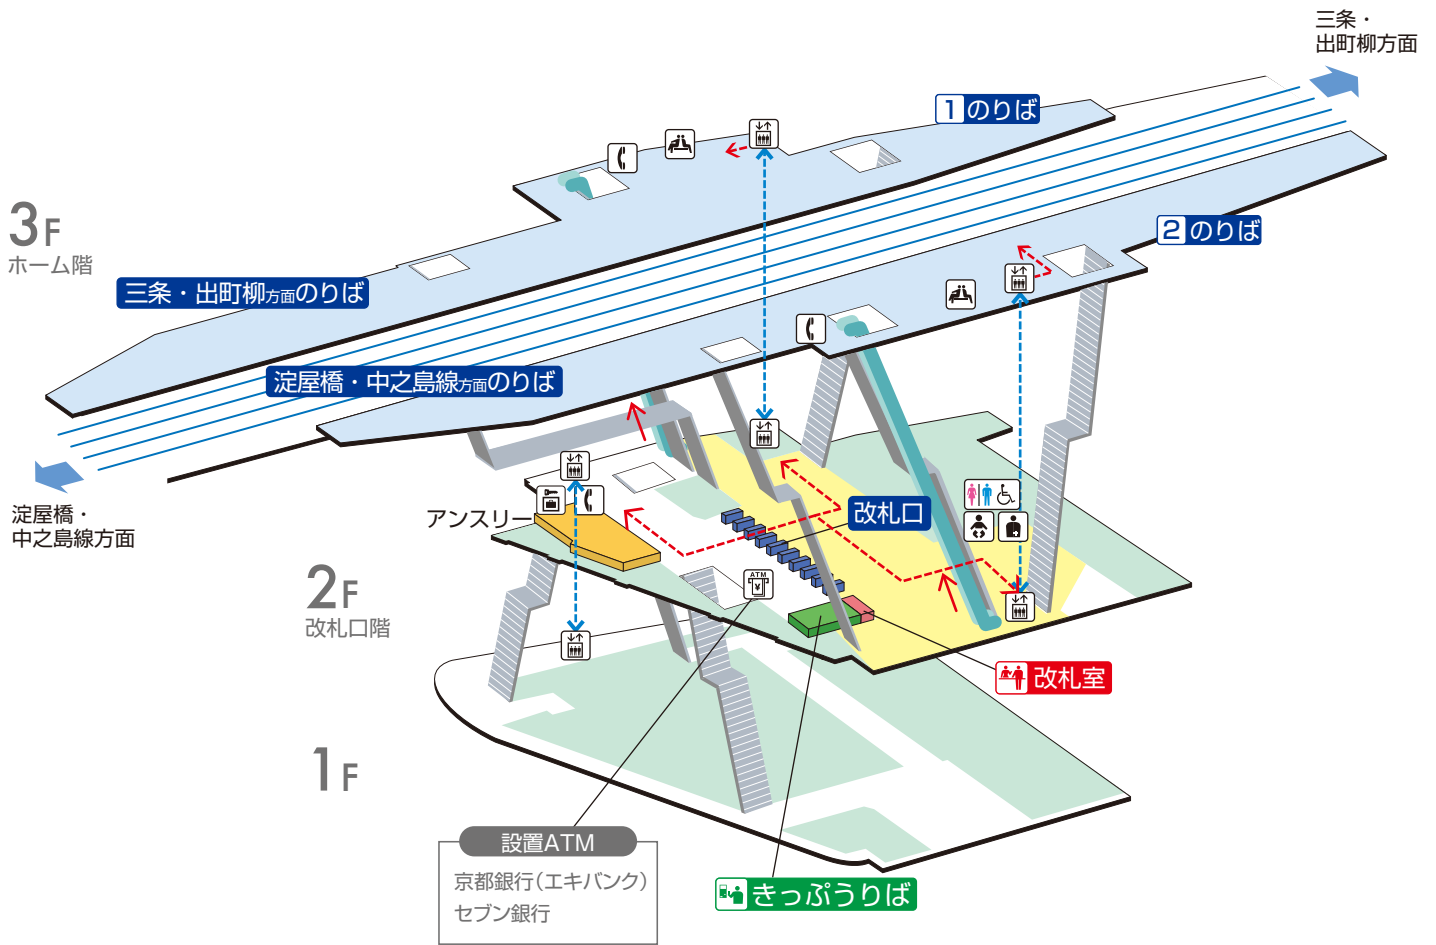 三条・
出町柳方面
1 のりば
3F
ホーム階
2 のりば
三条・出町柳方面のりば
淀屋橋・中之島線方面のりば
淀屋橋・
中之島線方面
アンスリー
改札口
2F
改札口階
ATM
¥
改札室
1F
設置ATM
京都銀行(エキバンク)
セブン銀行
きっぷうりば